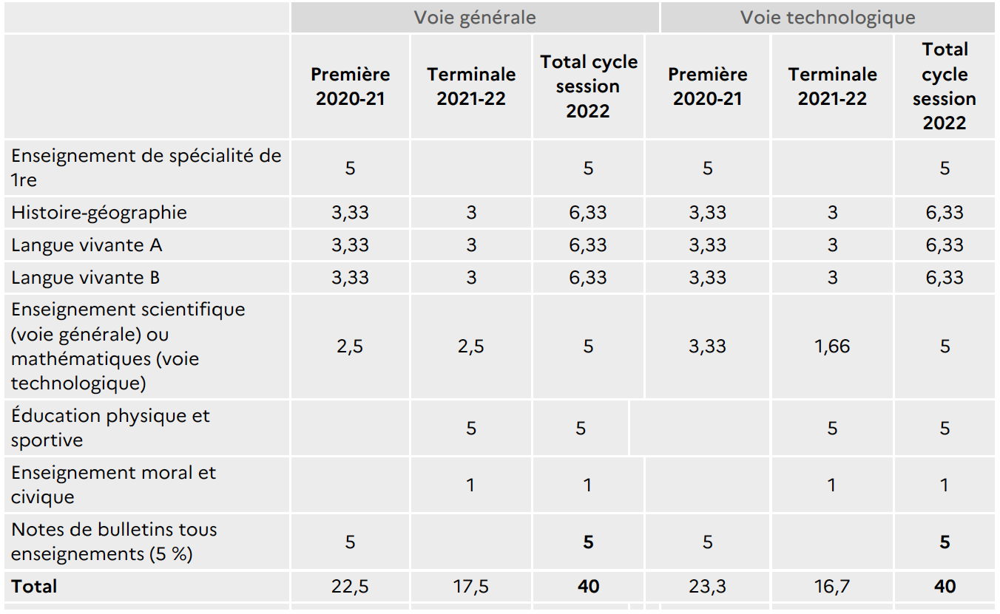 Voie générale Voie technologique
Première 2020-21 Terminale 2021-22 Total cycle session 2022 Première 2020-21 Terminale 2021-22 Total cycle session 2022
Enseignement de spécialité de
1re 5 5 5 5
Histoire-géographie 3,33 3 6,33 3,33 3 6,33
Langue vivante A 3,33 3 6,33 3,33 3 6,33
Langue vivante B 3,33 3 6,33 3,33 3 6,33
Enseignement scientifique
(voie générale) ou
mathématiques (voie
technologique) 2,5 2,5 5 3,33 1,66 5
Éducation physique et
sportive 5 5 5 5
Enseignement moral et
civique 1 1 1 1
Notes de bulletins tous
enseignements (5 %) 5 5 5 5
Total 22,5 17,5 40 23,3 16,7 40